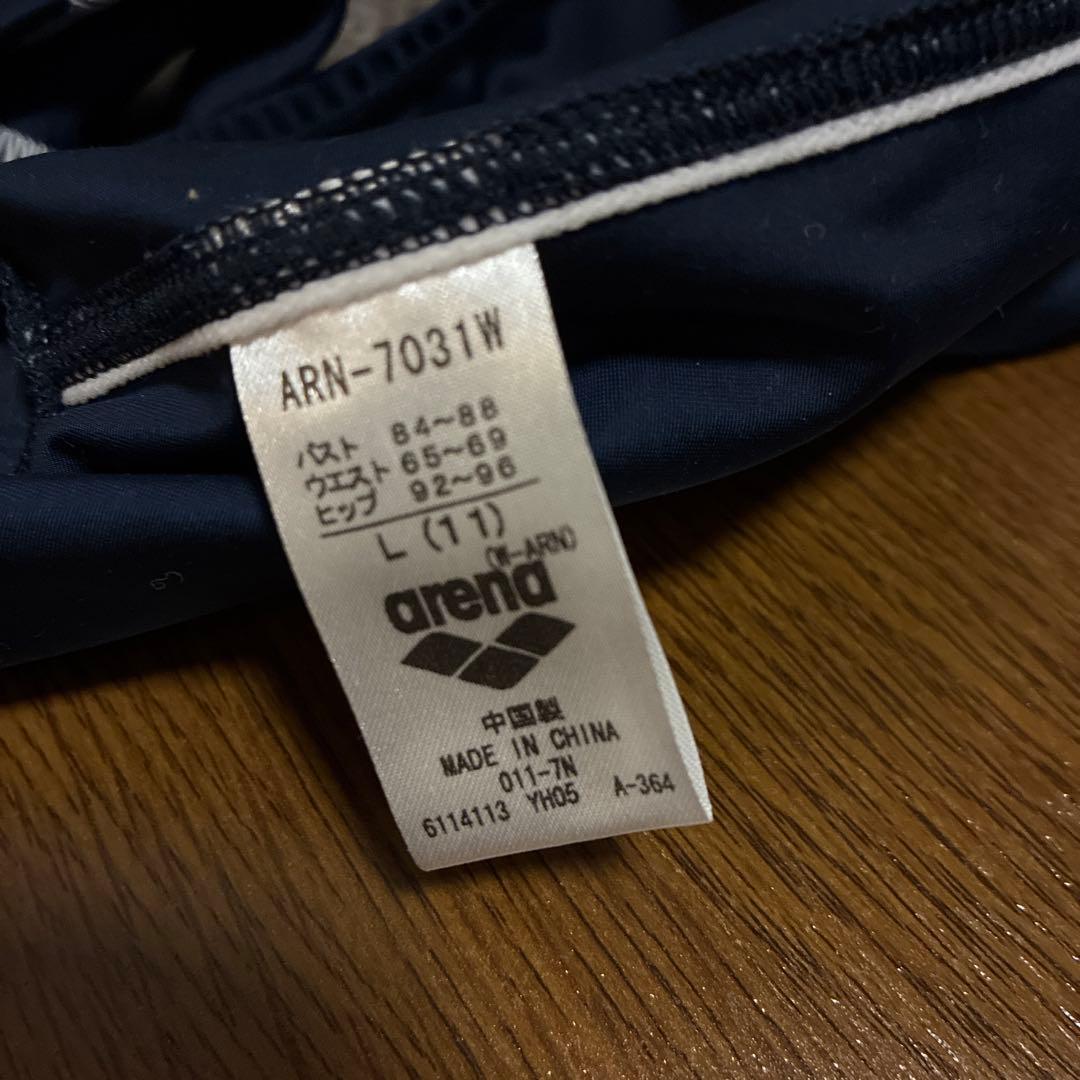 ARN-7031W
バスト 84~88
ウエスト 65~69
ヒップ 92~96
L (11)
(W-ARN)
arena
中国製
MADE IN CHINA
011-7N
6114113 YH05 A-364